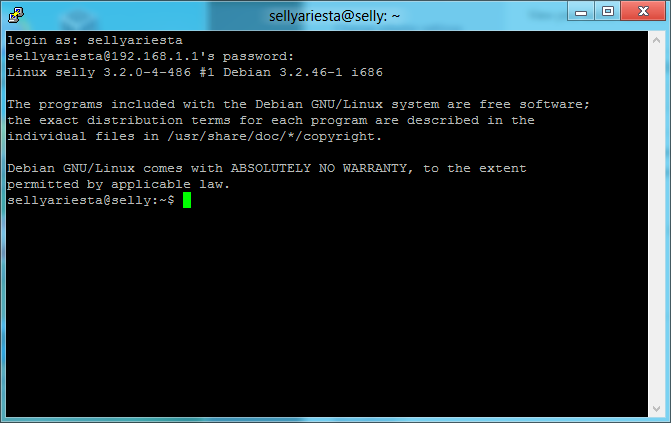 sellyariesta@selly: ~
login as: sellyariesta
sellyariesta@192.168.1.1's password:
Linux selly 3.2.0-4-486 #1 Debian 3.2.46-1 i686
The programs included with the Debian GNU/Linux system are free software;
the exact distribution terms for each program are described in the
individual files in /usr/share/doc/*/copyright.
Debian GNU/Linux comes with ABSOLUTELY NO WARRANTY, to the extent
permitted by applicable law.
sellyariesta@selly:~$